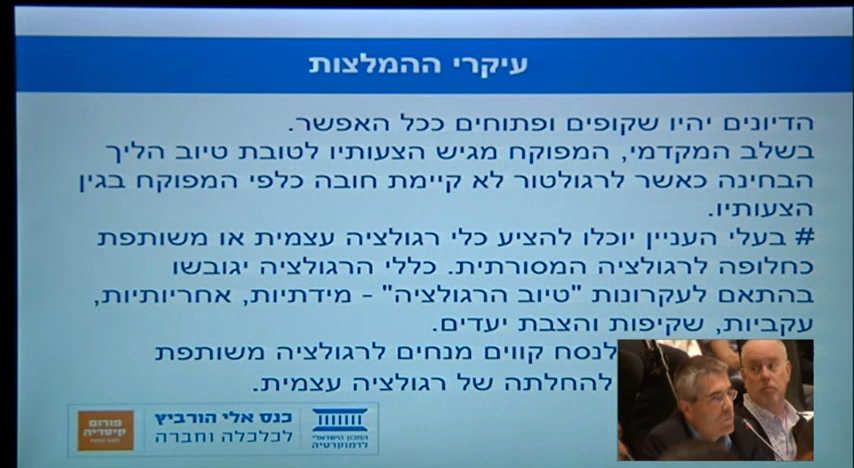 עיקרי ההמלצות
הדיונים יהיו שקופים ופתוחים ככל האפשר.
בשלב המקדמי, המפוקח מגיש הצעותיו לטובת טיוב הליך
הבחינה כאשר לרגולטור לא קיימת חובה כלפי המפוקח בגין
הצעותיו.
# בעלי העניין יוכלו להציע כלי רגולציה עצמית או משותפת
כחלופה לרגולציה המסורתית. כללי הרגולציה יגובשו
בהתאם לעקרונות "טיוב הרגולציה" – מידתיות, אחריותיות,
עקביות, שקיפות והצבת יעדים.
לנסח קווים מנחים לרגולציה משותפת
להחלתה של רגולציה עצמית.
המכון הישראלי
לדמוקרטיה
כנס אלי הורביץ
לכלכלה וחברה
פורום
קיסריה